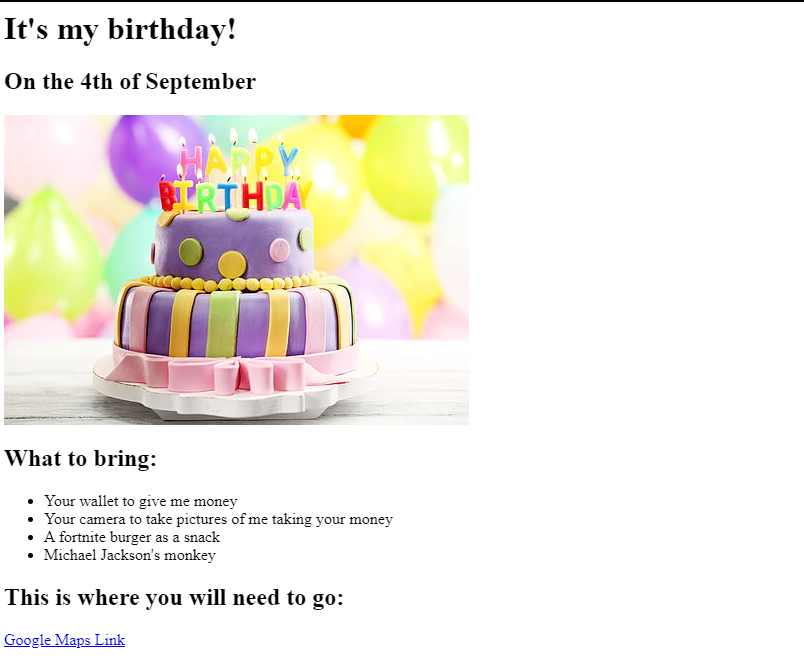 It's my birthday!
On the 4th of September
HAPPY
BIRTHDAY
What to bring:
Your wallet to give me money
Your camera to take pictures of me taking your money
A fortnite burger as a snack
Michael Jackson's monkey
This is where you will need to go:
Google Maps Link